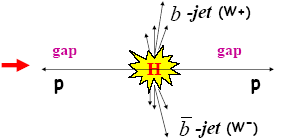 b -jet (W+)
gap gap
H
p p
b̅ -jet (W⁻)